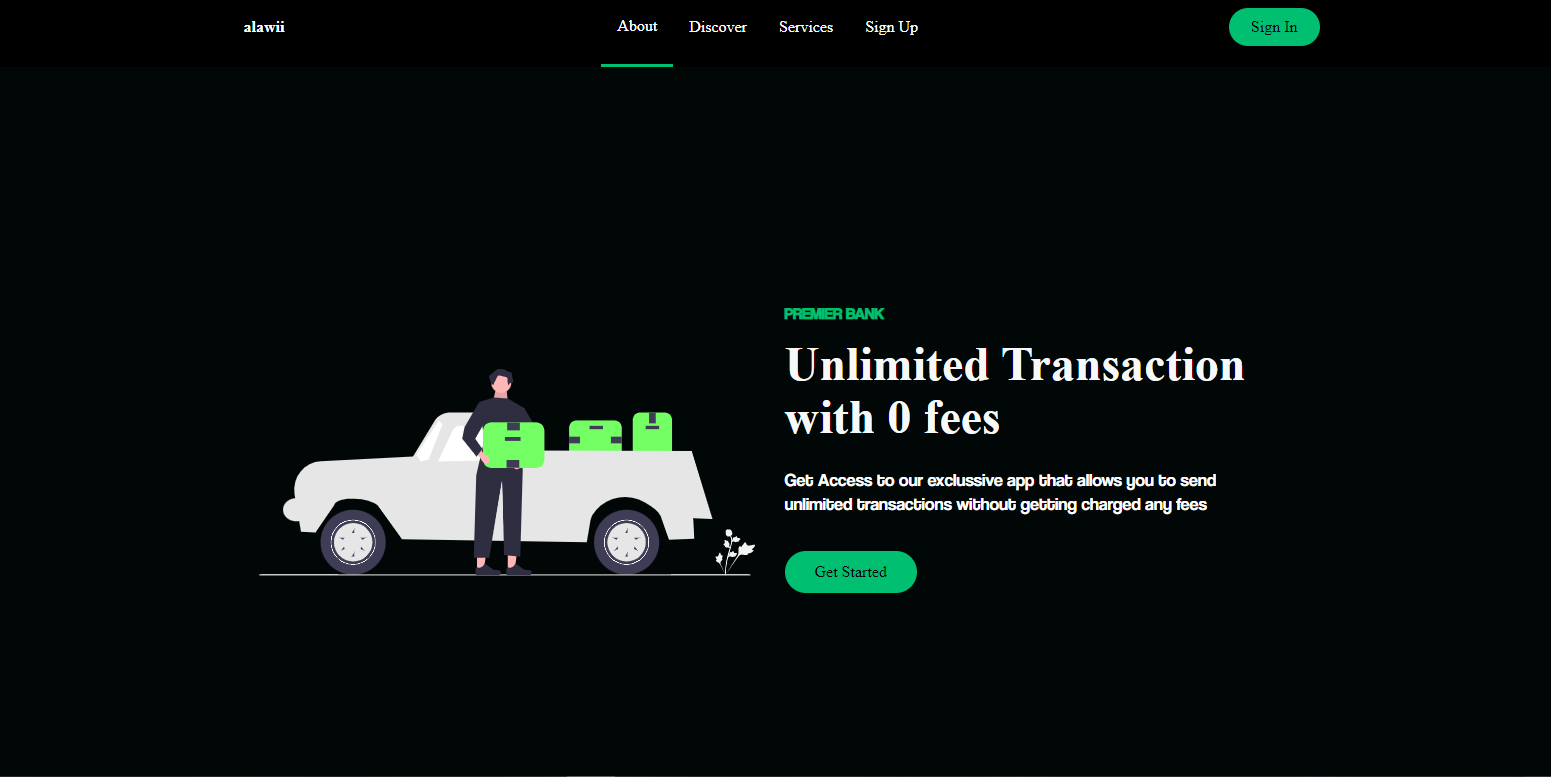 alawii
About
Discover
Services
Sign Up
Sign In
PREMIER BANK
Unlimited Transaction
with 0 fees
Get Access to our exclussive app that allows you to send
unlimited transactions without getting charged any fees
Get Started